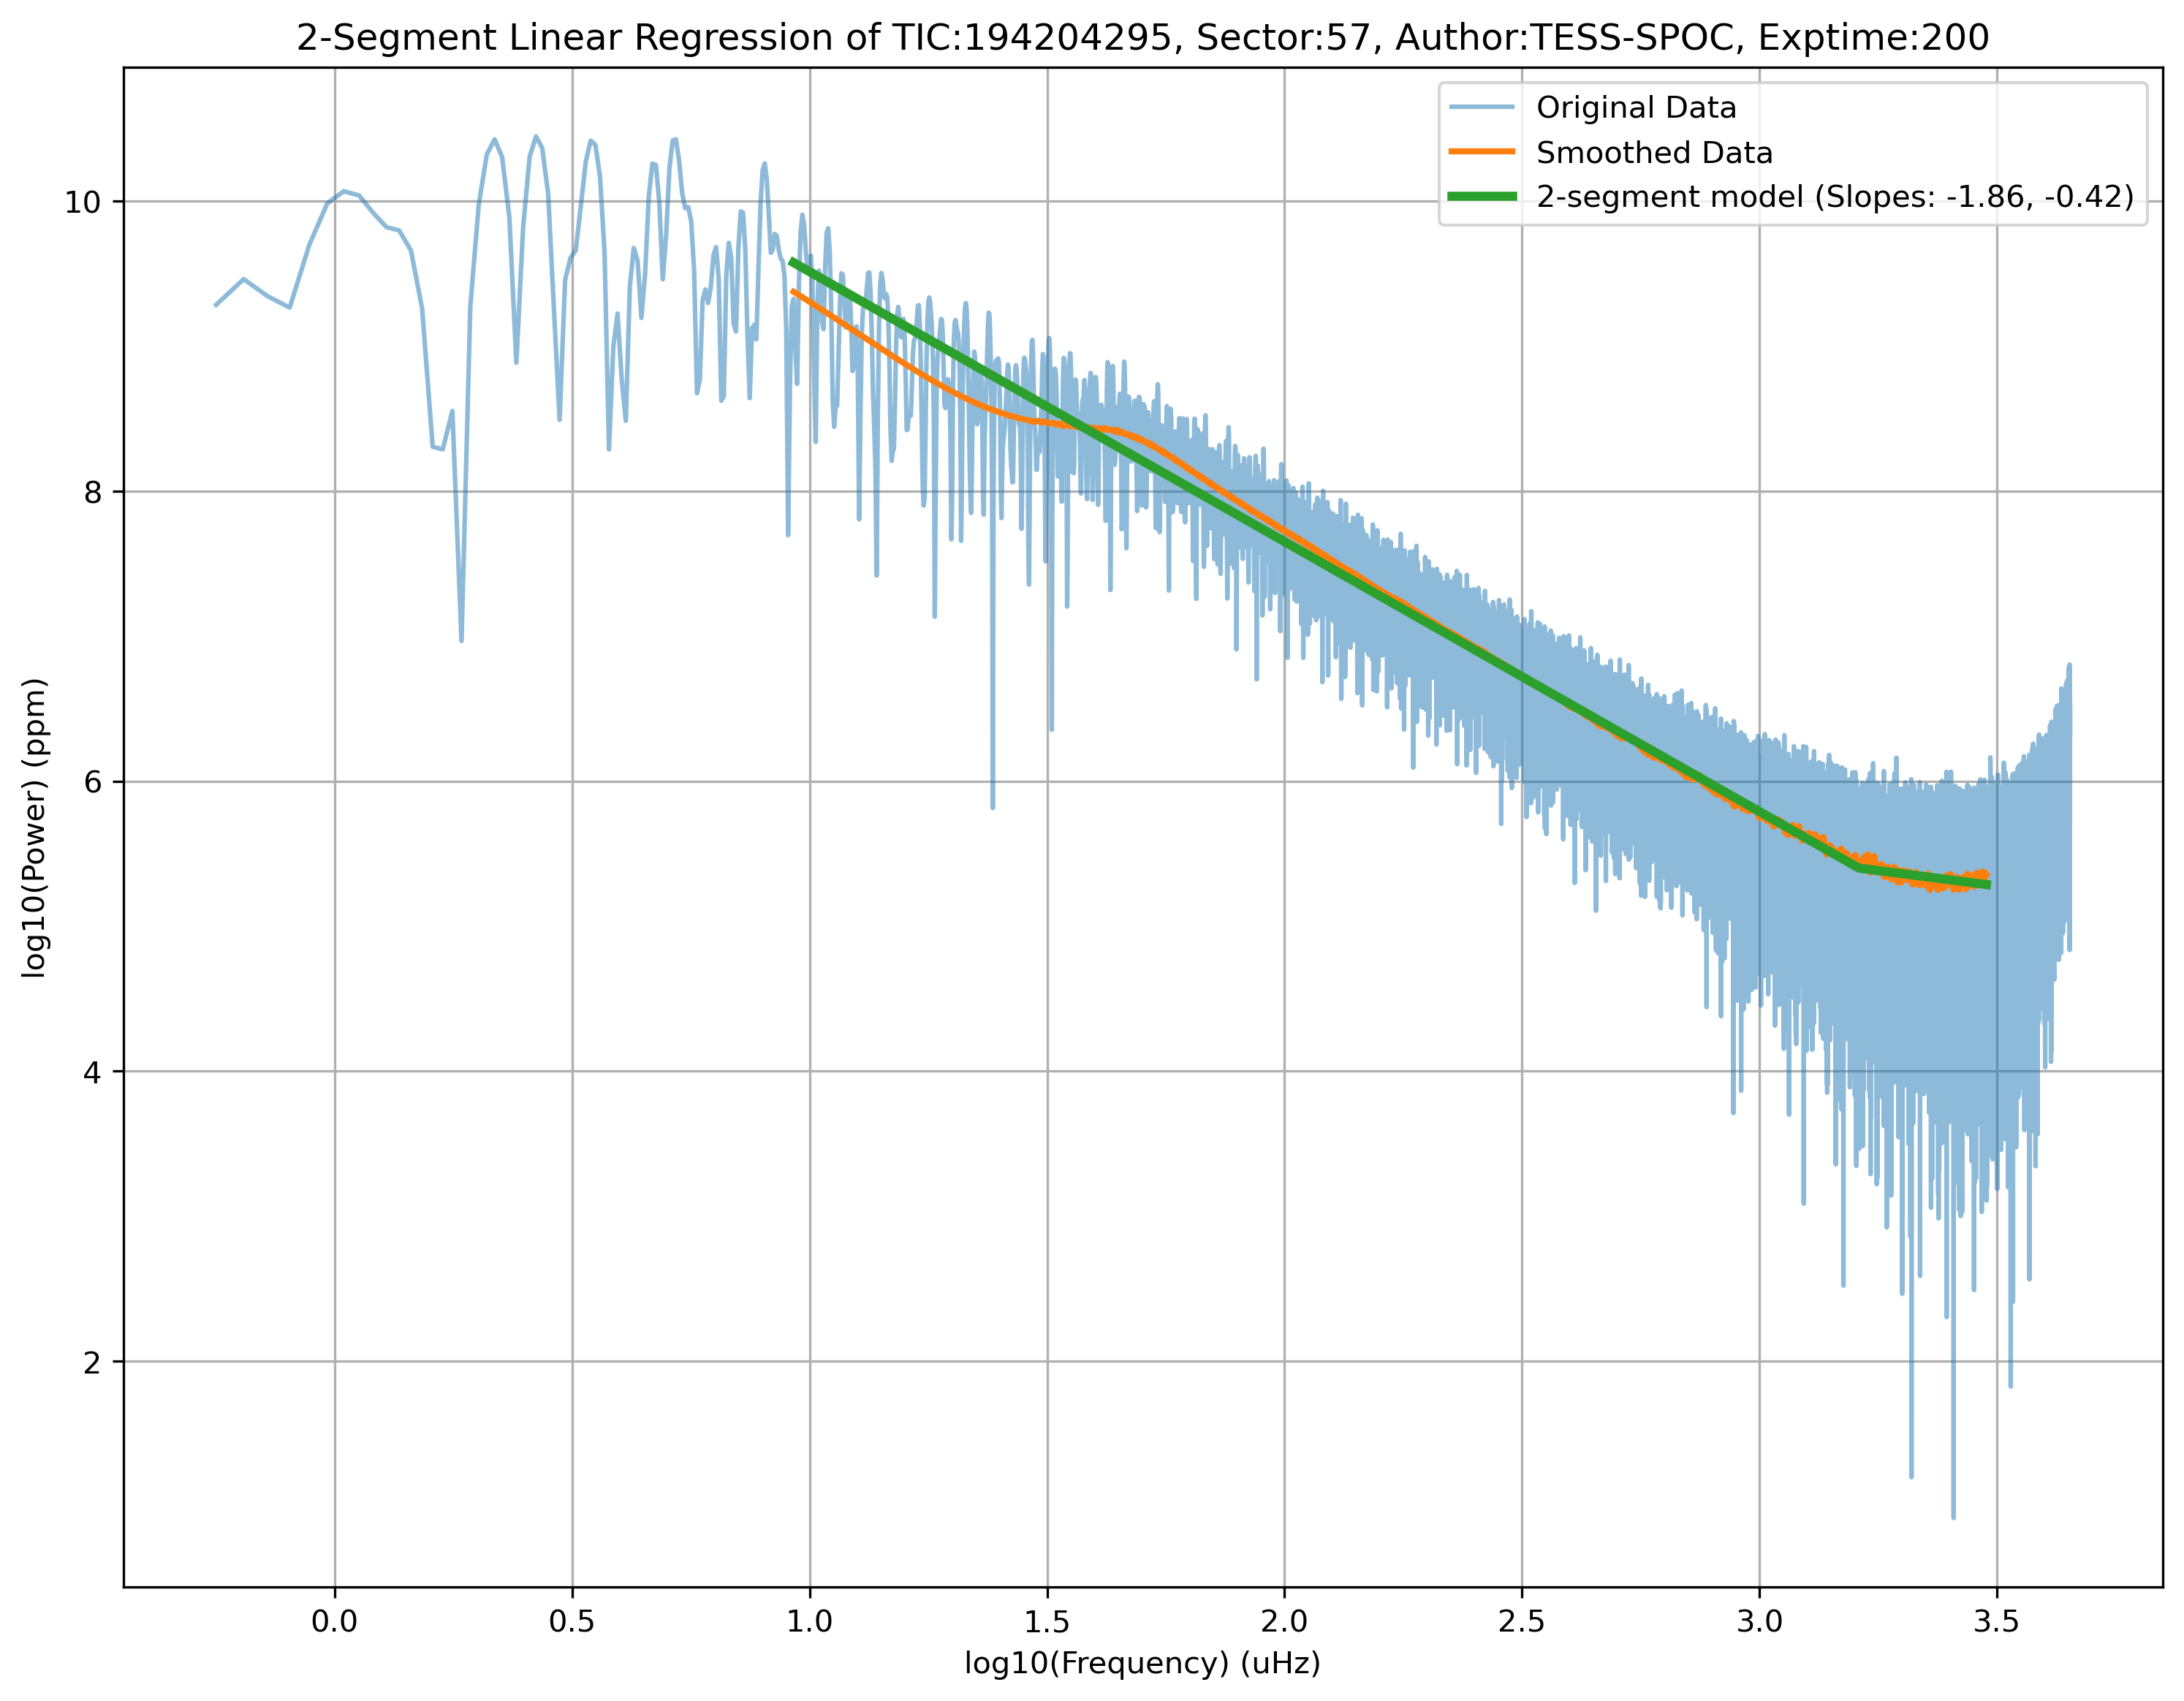 2-Segment Linear Regression of TIC:194204295, Sector:57, Author:TESS-SPOC, Exptime:200
Original Data
Smoothed Data
2-segment model (Slopes: -1.86, -0.42)
log10(Power) (ppm)
10
8
6
4
2
0.0 0.5 1.0 1.5 2.0 2.5 3.0 3.5
log10(Frequency) (uHz)